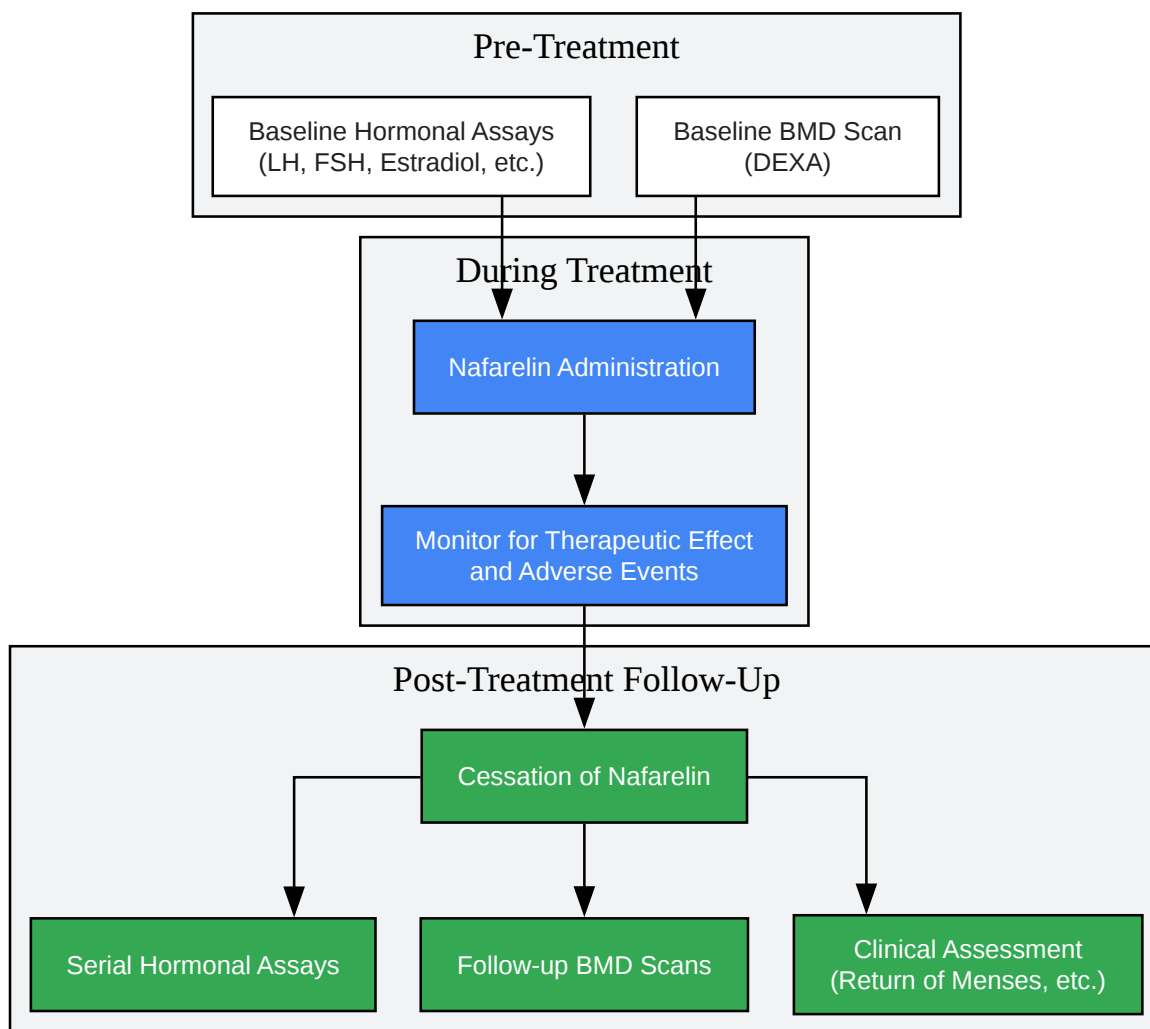 Pre-Treatment
Baseline Hormonal Assays
(LH, FSH, Estradiol, etc.)
Baseline BMD Scan
(DEXA)
During Treatment
Nafarelin Administration
Monitor for Therapeutic Effect
and Adverse Events
Post-Treatment Follow-Up
Cessation of Nafarelin
Serial Hormonal Assays
Follow-up BMD Scans
Clinical Assessment
(Return of Menses, etc.)